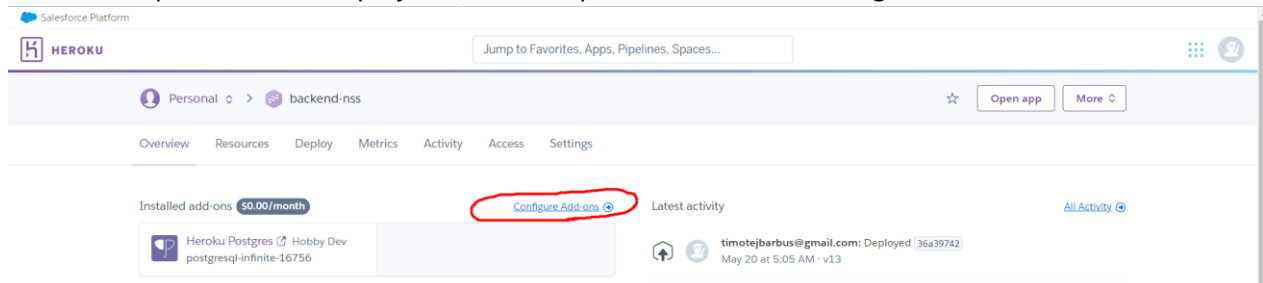 Salesforce Platform
HEROKU
Jump to Favorites, Apps, Pipelines, Spaces...
Personal > backend-nss
Open app
More
Overview Resources Deploy Metrics Activity Access Settings
Installed add-ons $0.00/month Configure Add-ons
Heroku Postgres Hobby Dev
postgresql-infinite-16756
Latest activity All Activity
timotejbarbus@gmail.com: Deployed 36a39742
May 20 at 5:05 AM · v13